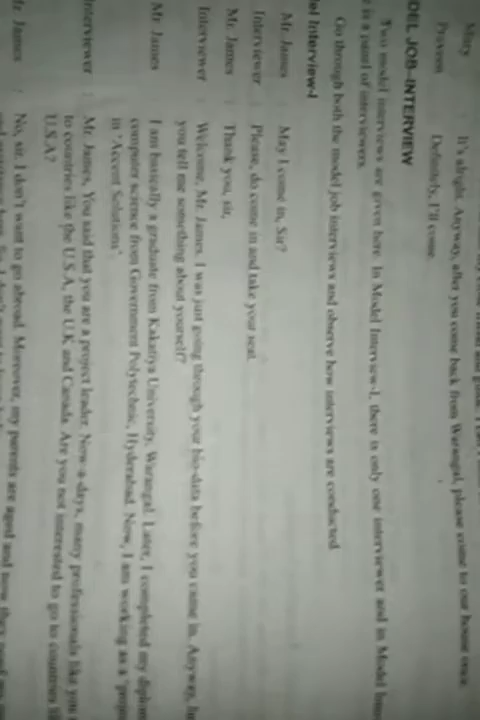 Mary : It's alright. Anyway, after you come back from Warangal, please come to our house once.
Praveen : Definitely, I'll come.
DEL JOB-INTERVIEW
Two model interviews are given here. In Model Interview-I, there is only one interviewer and in Model
is a panel of interviewers.
Go through both the model job interviews and observe how interviews are conducted
el Interview-I
Mr. James : May I come in, Sir?
Interviewer : Please, do come in and take your seat.
Mr. James : Thank you, sir,
Interviewer : Welcome, Mr. James. I was just going through your bio-data before you came in. Anyway,
you tell me something about yourself?
Mr. James : I am basically a graduate from Kakatiya University, Warangal. Later, I completed my diplom
computer science from Government Polytechnic, Hyderabad. Now, I am working as a
in 'Accent Solutions'.
Interviewer : Mr. James, You said that you are a project leader. Now-a-days, many professionals like you
to countries like the U.S.A, the U.K and Canada. Are you not interested to go to countries
U.S.A?
Mr. James : No, sir. I don't want to go abroad. Moreover, my parents are aged and now they need